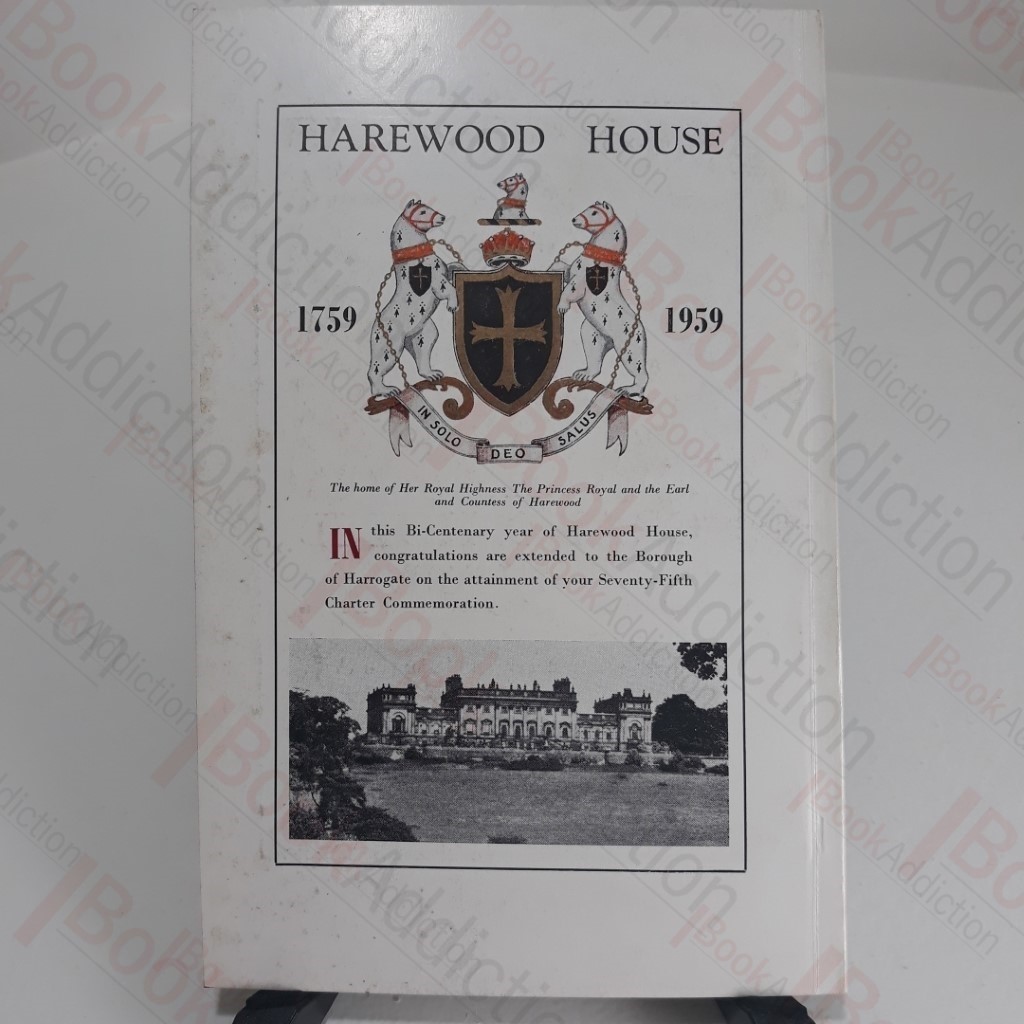 HAREWOOD HOUSE
1759
1959
IN SOLO
DEO
SALUS
The home of Her Royal Highness The Princess Royal and the Earl
and Countess of Harewood
IN this Bi-Centenary year of Harewood House,
congratulations are extended to the Borough
of Harrogate on the attainment of your Seventy-Fifth
Charter Commemoration.
BookAddiction